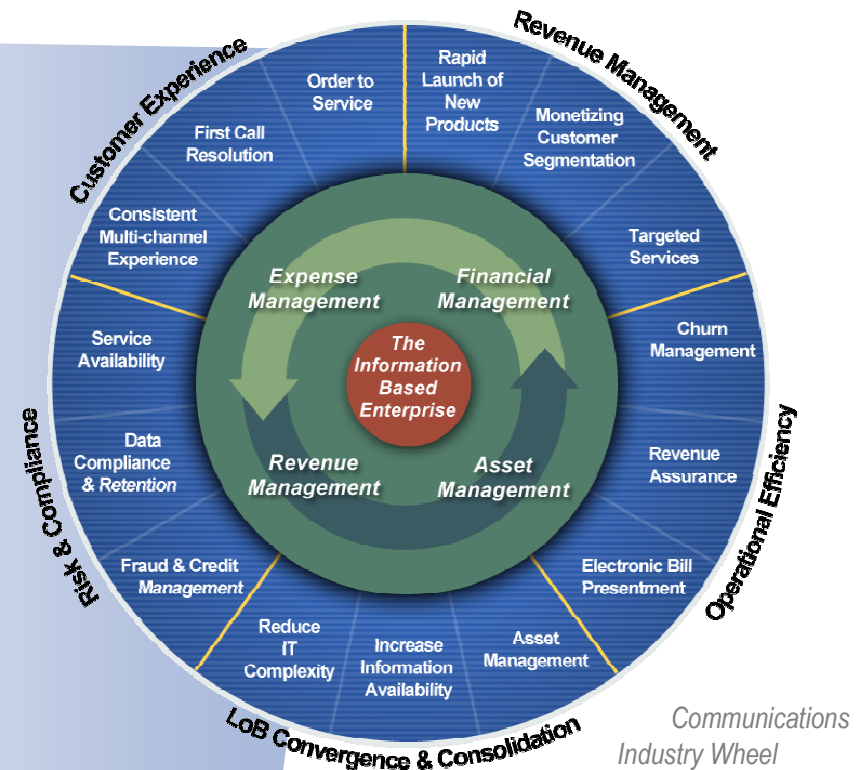 Customer Experience
Revenue Management
Operational Efficiency
LoB Convergence & Consolidation
Risk & Compliance
Order to
Service
First Call
Resolution
Consistent
Multi-channel
Experience
Rapid
Launch of
New
Products
Monetizing
Customer
Segmentation
Targeted
Services
Churn
Management
Revenue
Assurance
Electronic Bill
Presentment
Asset
Management
Increase
Information
Availability
Reduce
IT
Complexity
Fraud & Credit
Management
Data
Compliance
& Retention
Service
Availability
Expense
Management
Financial
Management
The
Information
Based
Enterprise
Revenue
Management
Asset
Management
Communications
Industry Wheel